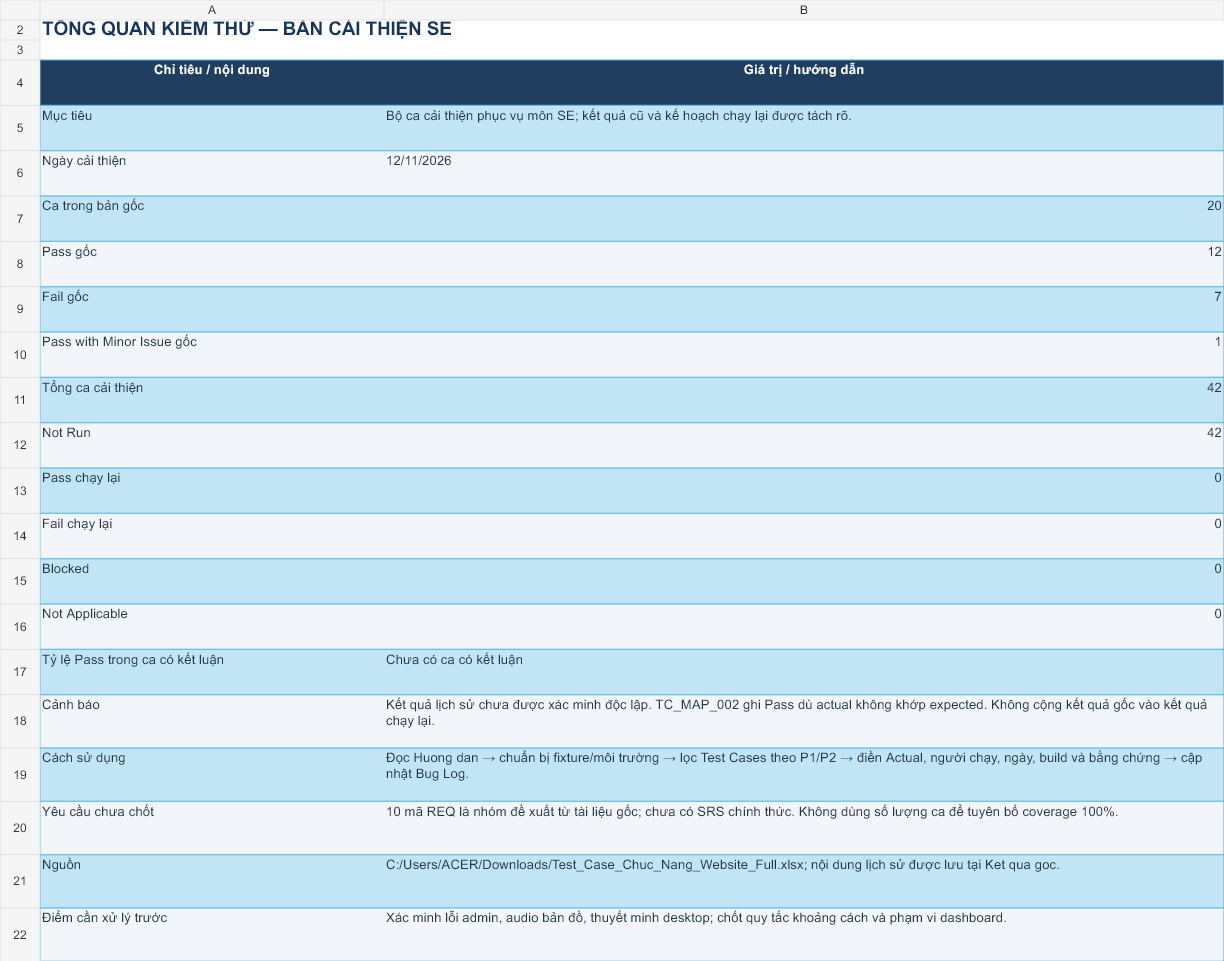 A B
2 TỔNG QUAN KIỂM THỬ — BẢN CẢI THIỆN SE
3
4 Chỉ tiêu / nội dung Giá trị / hướng dẫn
5 Mục tiêu Bộ ca cải thiện phục vụ môn SE; kết quả cũ và kế hoạch chạy lại được tách rõ.
6 Ngày cải thiện 12/11/2026
7 Ca trong bản gốc 20
8 Pass gốc 12
9 Fail gốc 7
10 Pass with Minor Issue gốc 1
11 Tổng ca cải thiện 42
12 Not Run 42
13 Pass chạy lại 0
14 Fail chạy lại 0
15 Blocked 0
16 Not Applicable 0
17 Tỷ lệ Pass trong ca có kết luận Chưa có ca có kết luận
18 Cảnh báo Kết quả lịch sử chưa được xác minh độc lập. TC_MAP_002 ghi Pass dù actual không khớp expected. Không cộng kết quả gốc vào kết quả
chạy lại.
19 Cách sử dụng Đọc Huong dan → chuẩn bị fixture/môi trường → lọc Test Cases theo P1/P2 → điền Actual, người chạy, ngày, build và bằng chứng → cập
nhật Bug Log.
20 Yêu cầu chưa chốt 10 mã REQ là nhóm đề xuất từ tài liệu gốc; chưa có SRS chính thức. Không dùng số lượng ca để tuyên bố coverage 100%.
21 Nguồn C:/Users/ACER/Downloads/Test_Case_Chuc_Nang_Website_Full.xlsx; nội dung lịch sử được lưu tại Ket qua goc.
22 Điểm cần xử lý trước Xác minh lỗi admin, audio bản đồ, thuyết minh desktop; chốt quy tắc khoảng cách và phạm vi dashboard.